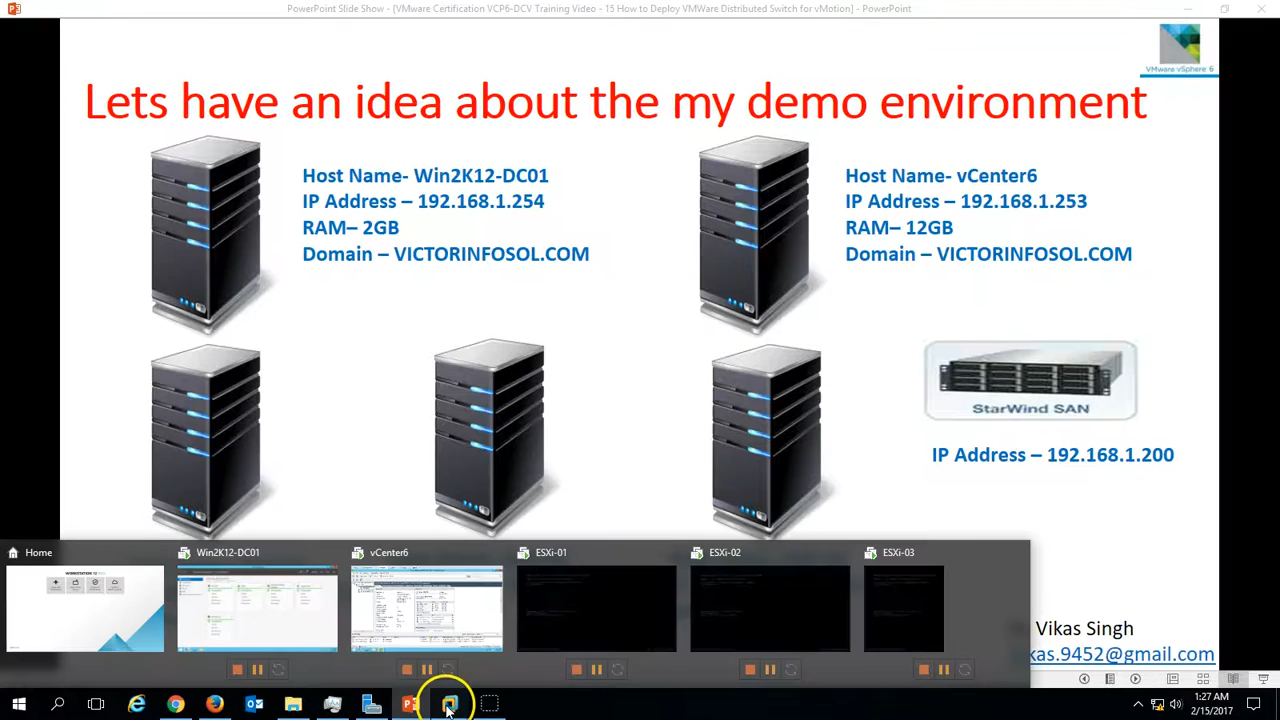 PowerPoint Slide Show - [VMware Certification VCP6-DCV Training Video - 15 How to Deploy VMWare Distributed Switch for vMotion] - PowerPoint
VMware vSphere 6
Lets have an idea about the my demo environment
Host Name- Win2K12-DC01
IP Address – 192.168.1.254
RAM– 2GB
Domain – VICTORINFOSOL.COM
Host Name- vCenter6
IP Address – 192.168.1.253
RAM– 12GB
Domain – VICTORINFOSOL.COM
StarWind SAN
IP Address – 192.168.1.200
Home
Win2K12-DC01
vCenter6
ESXi-01
ESXi-02
ESXi-03
WORKSTATION 12
Vikas Singh
kas.9452@gmail.com
1:27 AM
2/15/2017